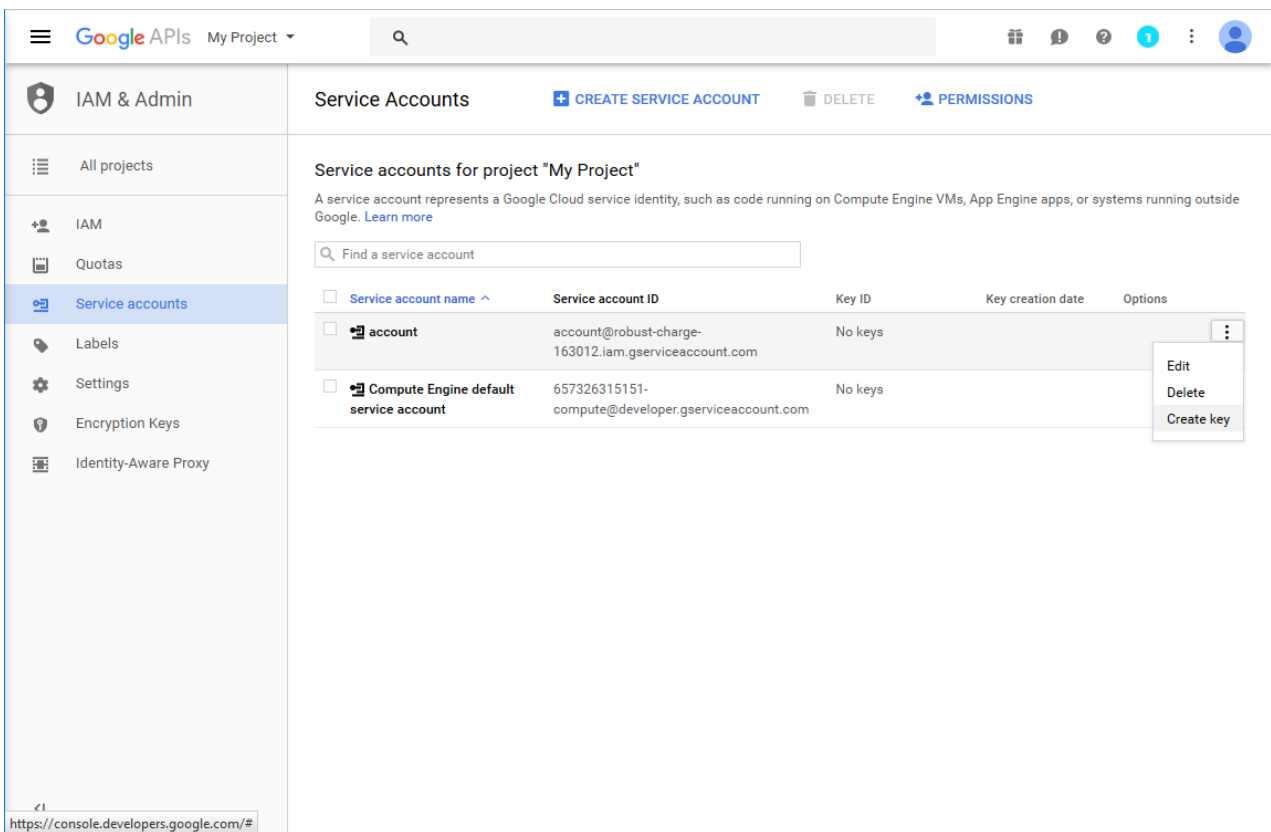 Google APIs My Project
1
IAM & Admin
Service Accounts
CREATE SERVICE ACCOUNT
DELETE
PERMISSIONS
All projects
IAM
Quotas
Service accounts
Labels
Settings
Encryption Keys
Identity-Aware Proxy
Service accounts for project "My Project"
A service account represents a Google Cloud service identity, such as code running on Compute Engine VMs, App Engine apps, or systems running outside
Google. Learn more
Find a service account
Service account name Service account ID Key ID Key creation date Options
account account@robust-charge- No keys
163012.iam.gserviceaccount.com
Compute Engine default 657326315151- No keys
service account compute@developer.gserviceaccount.com
Edit
Delete
Create key
https://console.developers.google.com/#